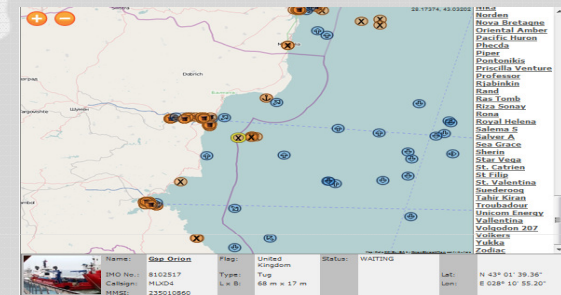 28.17374, 43.03202
Nika
Norden
Nova Bretagne
Oriental Amber
Pacific Huron
Phecda
Piper
Pontonikis
Priscilla Venture
Professor
Rjabinkin
Rand
Ras Tomb
Riza Sonay
Rona
Royal Helena
Salema S
Salver A
Sea Grace
Sherin
Star Vega
St. Catrien
St Filip
St. Valentina
Suederoog
Tahir Kiran
Troubadour
Unicom Energy
Vallentina
Volgodon 207
Volkers
Yukka
Zodiac
Dobrich
Name: Gsp Orion Flag: United Kingdom Status: WAITING
IMO No.: 8102517 Type: Tug Lat: N 43° 01' 39.36"
Callsign: MLXD4 L x B: 68 m x 17 m Lon: E 028° 10' 55.20"
MMSI: 235010860